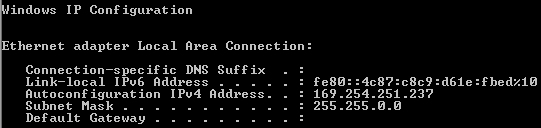 Windows IP Configuration
Ethernet adapter Local Area Connection:
Connection-specific DNS Suffix  . :
Link-local IPv6 Address . . . . . : fe80::4c87:c8c9:d61e:fbed%10
Autoconfiguration IPv4 Address. . : 169.254.251.237
Subnet Mask . . . . . . . . . . . : 255.255.0.0
Default Gateway . . . . . . . . . :